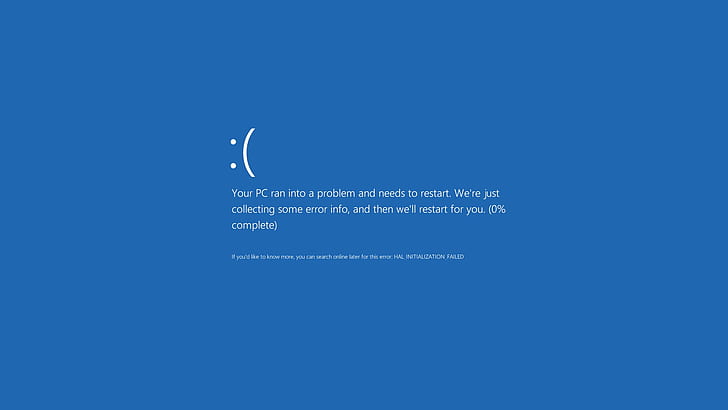 :(
Your PC ran into a problem and needs to restart. We're just
collecting some error info, and then we'll restart for you. (0%
complete)
If you'd like to know more, you can search online later for this error: HAL_INITIALIZATION_FAILED